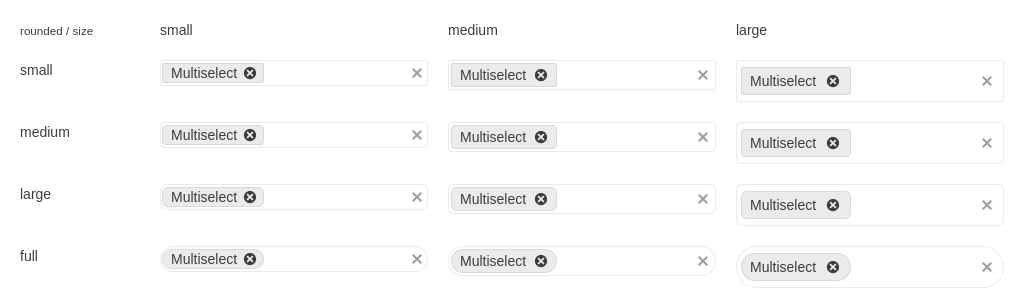 rounded / size small medium large
small Multiselect Multiselect Multiselect
medium Multiselect Multiselect Multiselect
large Multiselect Multiselect Multiselect
full Multiselect Multiselect Multiselect